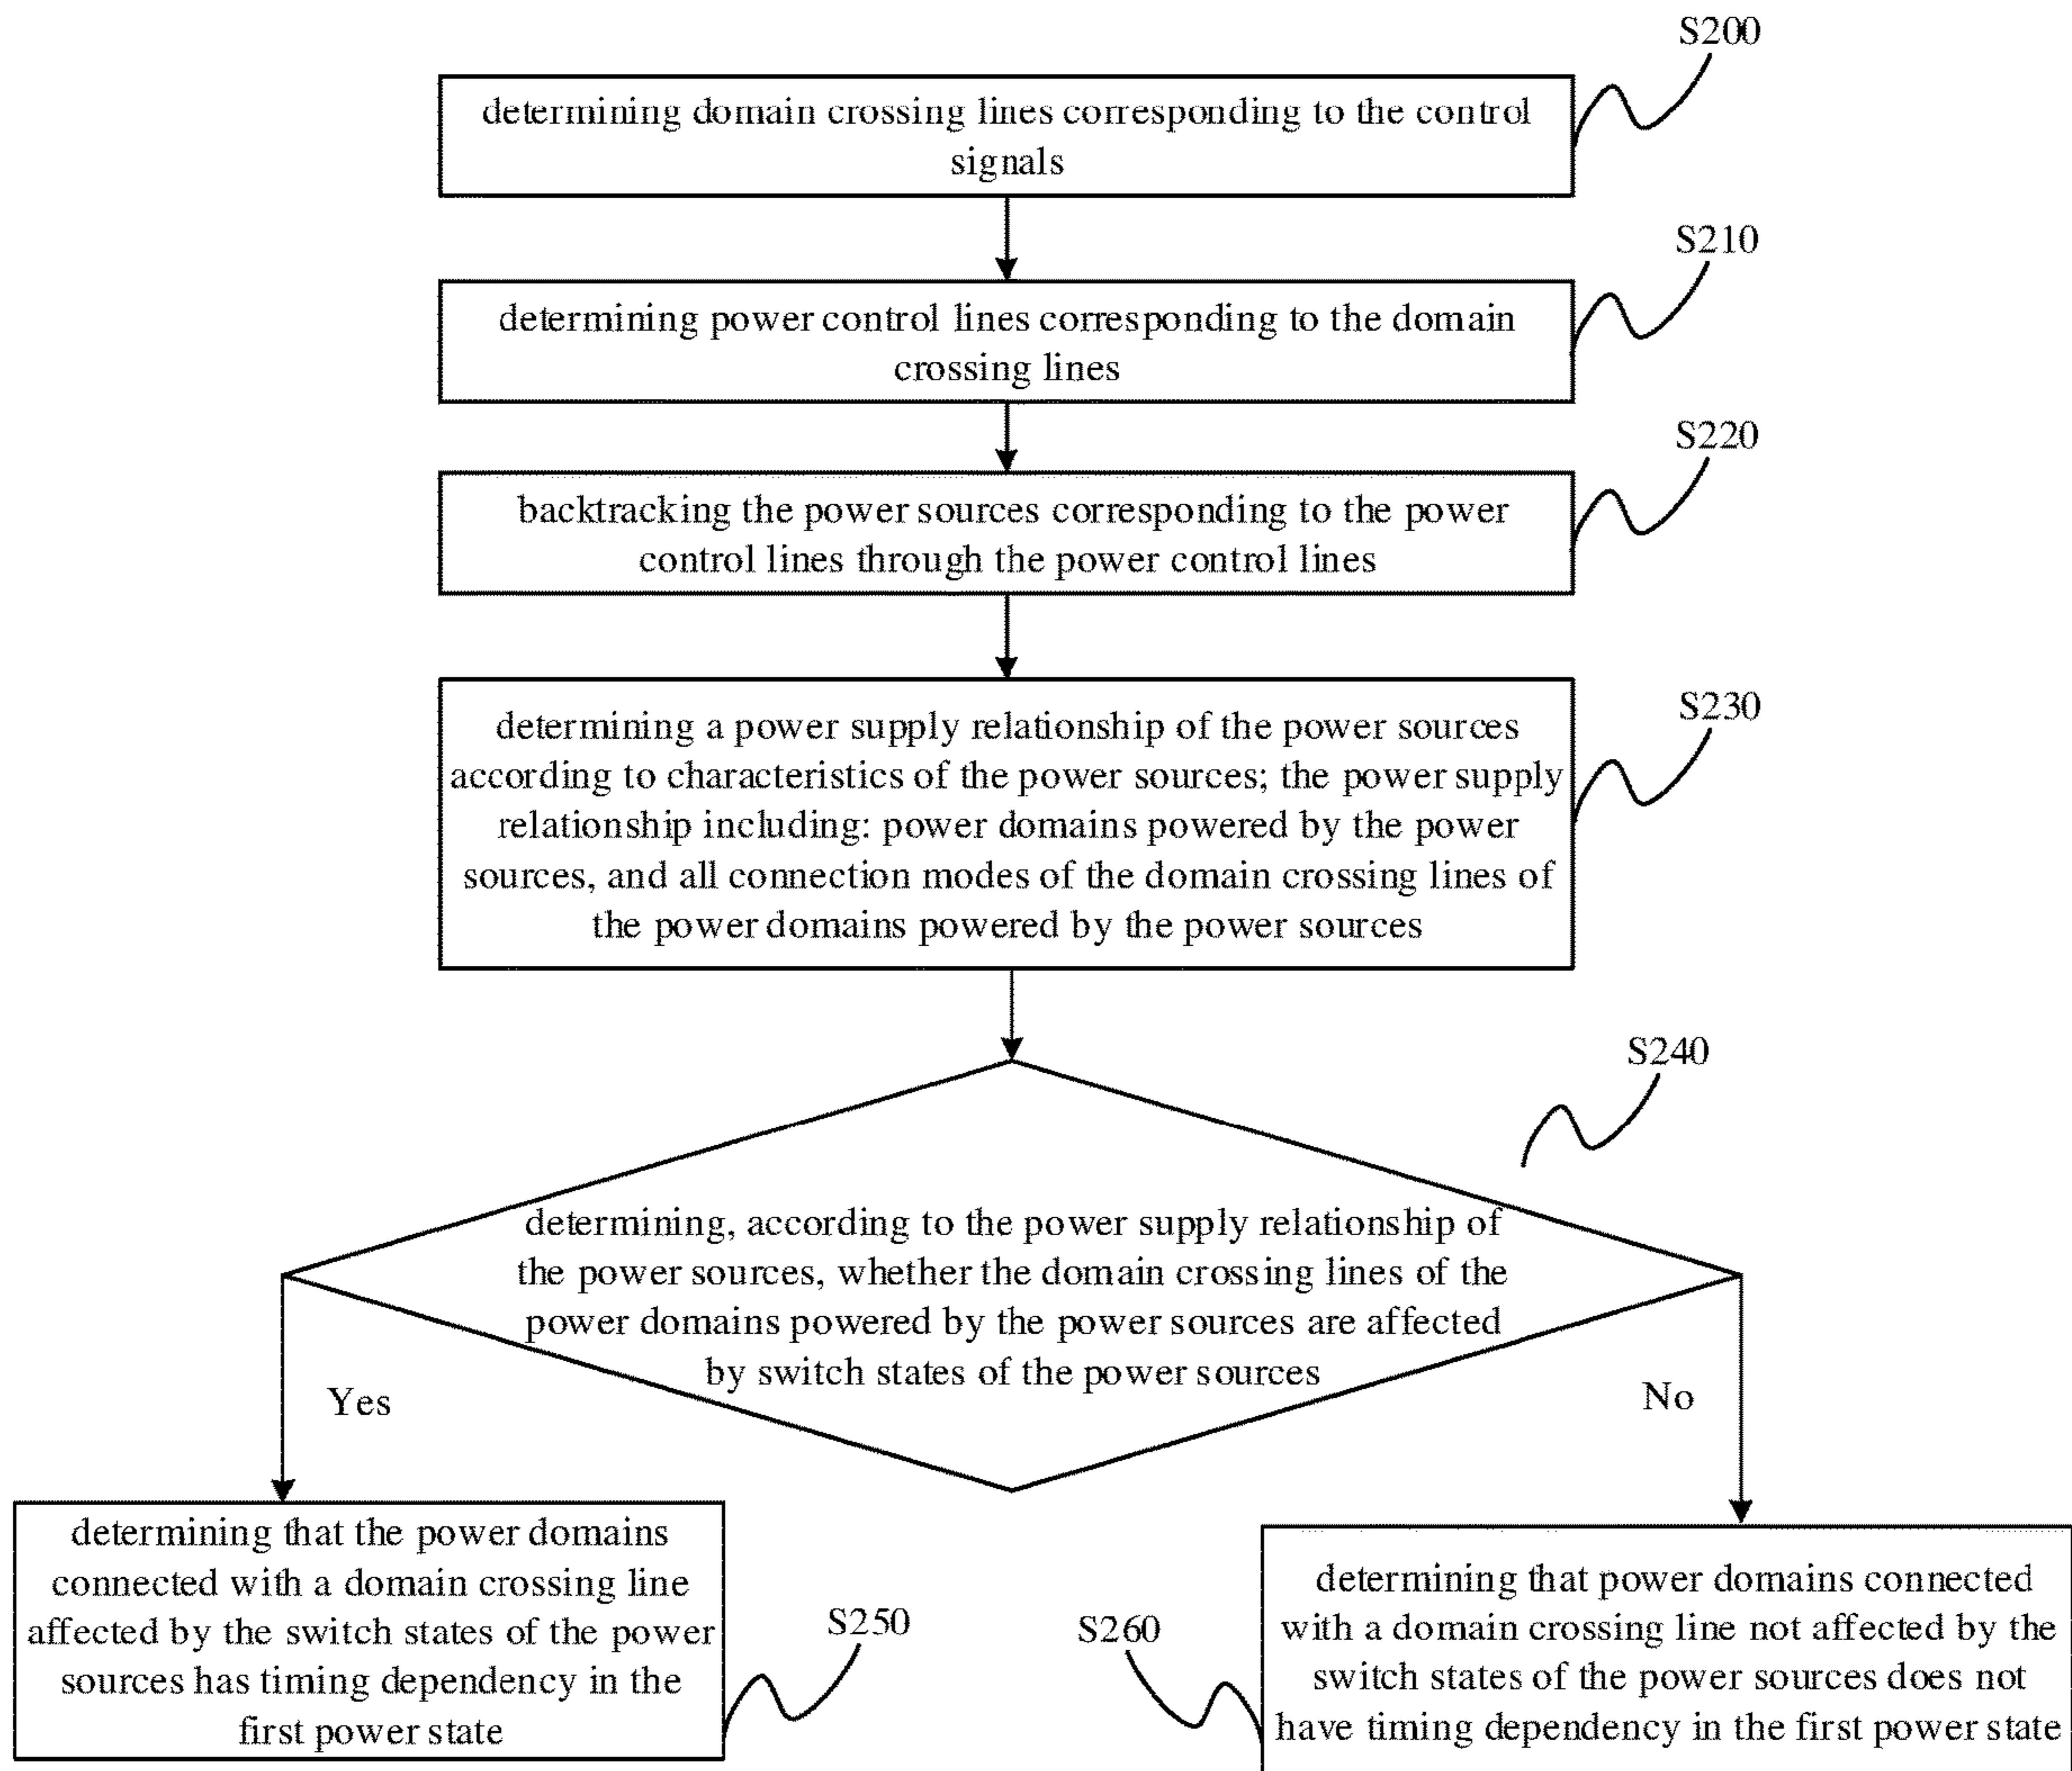 S200
determining domain crossing lines corresponding to the control
signals
S210
determining power control lines corresponding to the domain
crossing lines
S220
backtracking the power sources corresponding to the power
control lines through the power control lines
S230
determining a power supply relationship of the power sources
according to characteristics of the power sources; the power supply
relationship including: power domains powered by the power
sources, and all connection modes of the domain crossing lines of
the power domains powered by the power sources
S240
determining, according to the power supply relationship of
the power sources, whether the domain crossing lines of the
power domains powered by the power sources are affected
by switch states of the power sources
Yes
No
determining that the power domains
connected with a domain crossing line
affected by the switch states of the power
sources has timing dependency in the
first power state
S250
S260
determining that power domains connected
with a domain crossing line not affected by the
switch states of the power sources does not
have timing dependency in the first power state